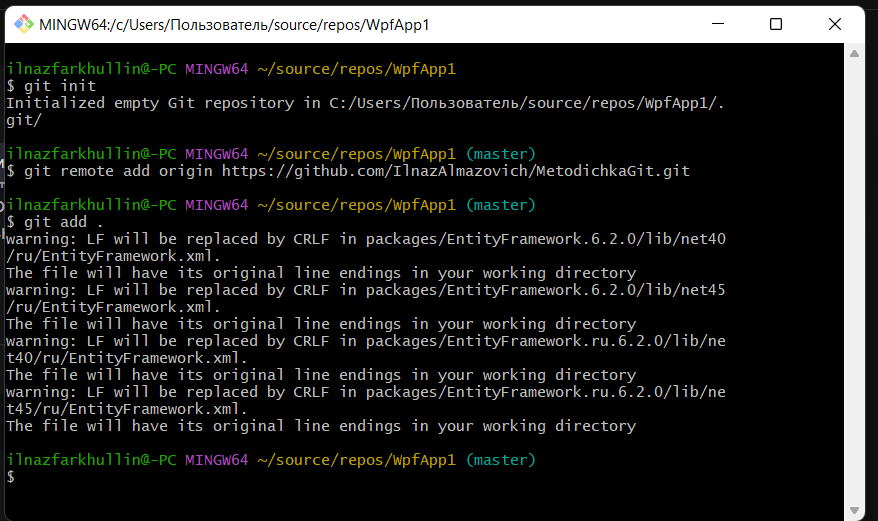 MINGW64:/c/Users/Пользователь/source/repos/WpfApp1
ilnazfarkhullin@-PC MINGW64 ~/source/repos/WpfApp1
$ git init
Initialized empty Git repository in C:/Users/Пользователь/source/repos/WpfApp1/.
git/
ilnazfarkhullin@-PC MINGW64 ~/source/repos/WpfApp1 (master)
$ git remote add origin https://github.com/IlnazAlmazovich/MetodichkaGit.git
ilnazfarkhullin@-PC MINGW64 ~/source/repos/WpfApp1 (master)
$ git add .
warning: LF will be replaced by CRLF in packages/EntityFramework.6.2.0/lib/net40
/ru/EntityFramework.xml.
The file will have its original line endings in your working directory
warning: LF will be replaced by CRLF in packages/EntityFramework.6.2.0/lib/net45
/ru/EntityFramework.xml.
The file will have its original line endings in your working directory
warning: LF will be replaced by CRLF in packages/EntityFramework.ru.6.2.0/lib/ne
t40/ru/EntityFramework.xml.
The file will have its original line endings in your working directory
warning: LF will be replaced by CRLF in packages/EntityFramework.ru.6.2.0/lib/ne
t45/ru/EntityFramework.xml.
The file will have its original line endings in your working directory
ilnazfarkhullin@-PC MINGW64 ~/source/repos/WpfApp1 (master)
$